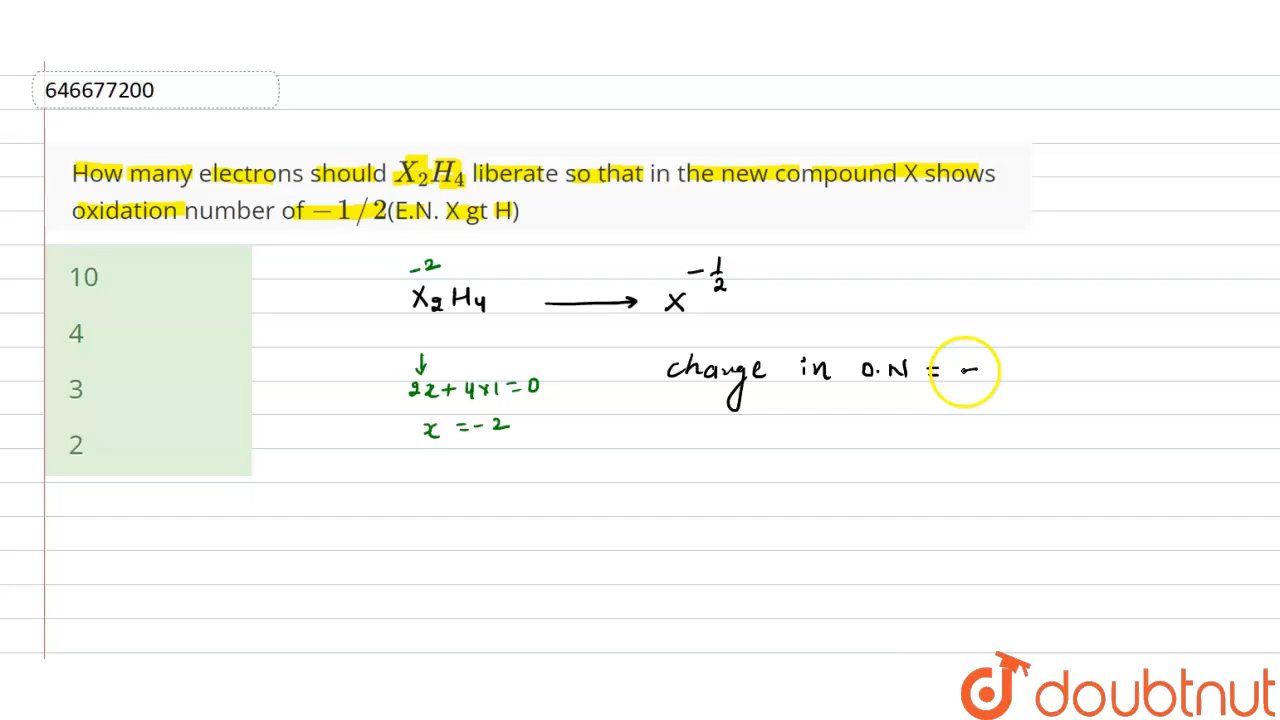 646677200
How many electrons should X₂H₄ liberate so that in the new compound X shows
oxidation number of −1/2(E.N. X gt H)
10
4
3
2
-2
X₂H₄ ⟶ X^-1/2
↓
2x + 4×1 = 0
x = -2
change in O.N = -
doubtnut